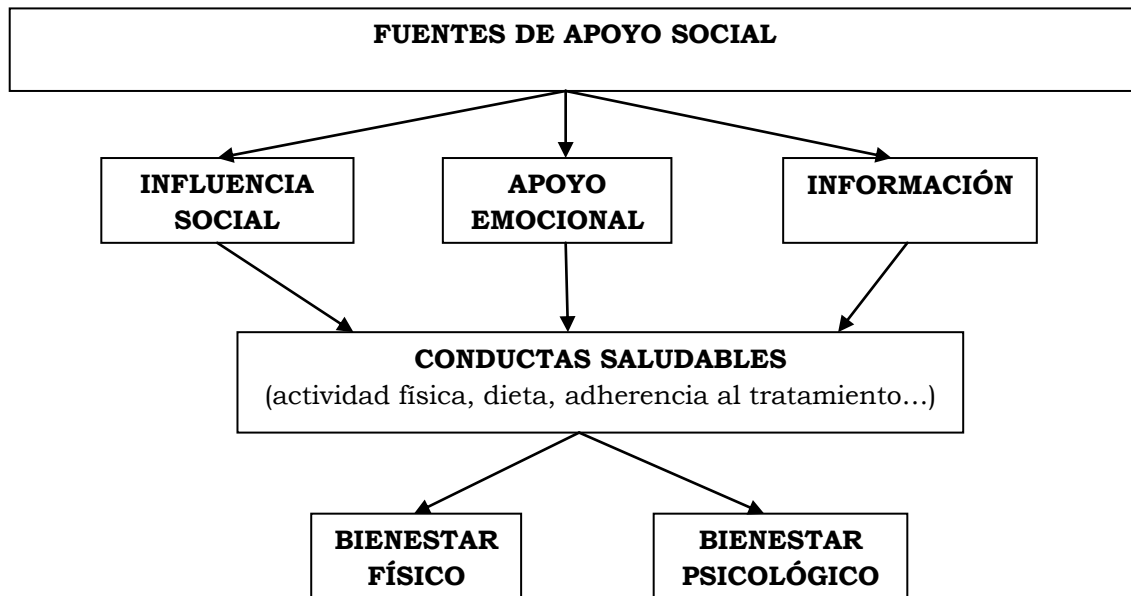 FUENTES DE APOYO SOCIAL
INFLUENCIA
SOCIAL
APOYO
EMOCIONAL
INFORMACIÓN
CONDUCTAS SALUDABLES
(actividad física, dieta, adherencia al tratamiento…)
BIENESTAR
FÍSICO
BIENESTAR
PSICOLÓGICO